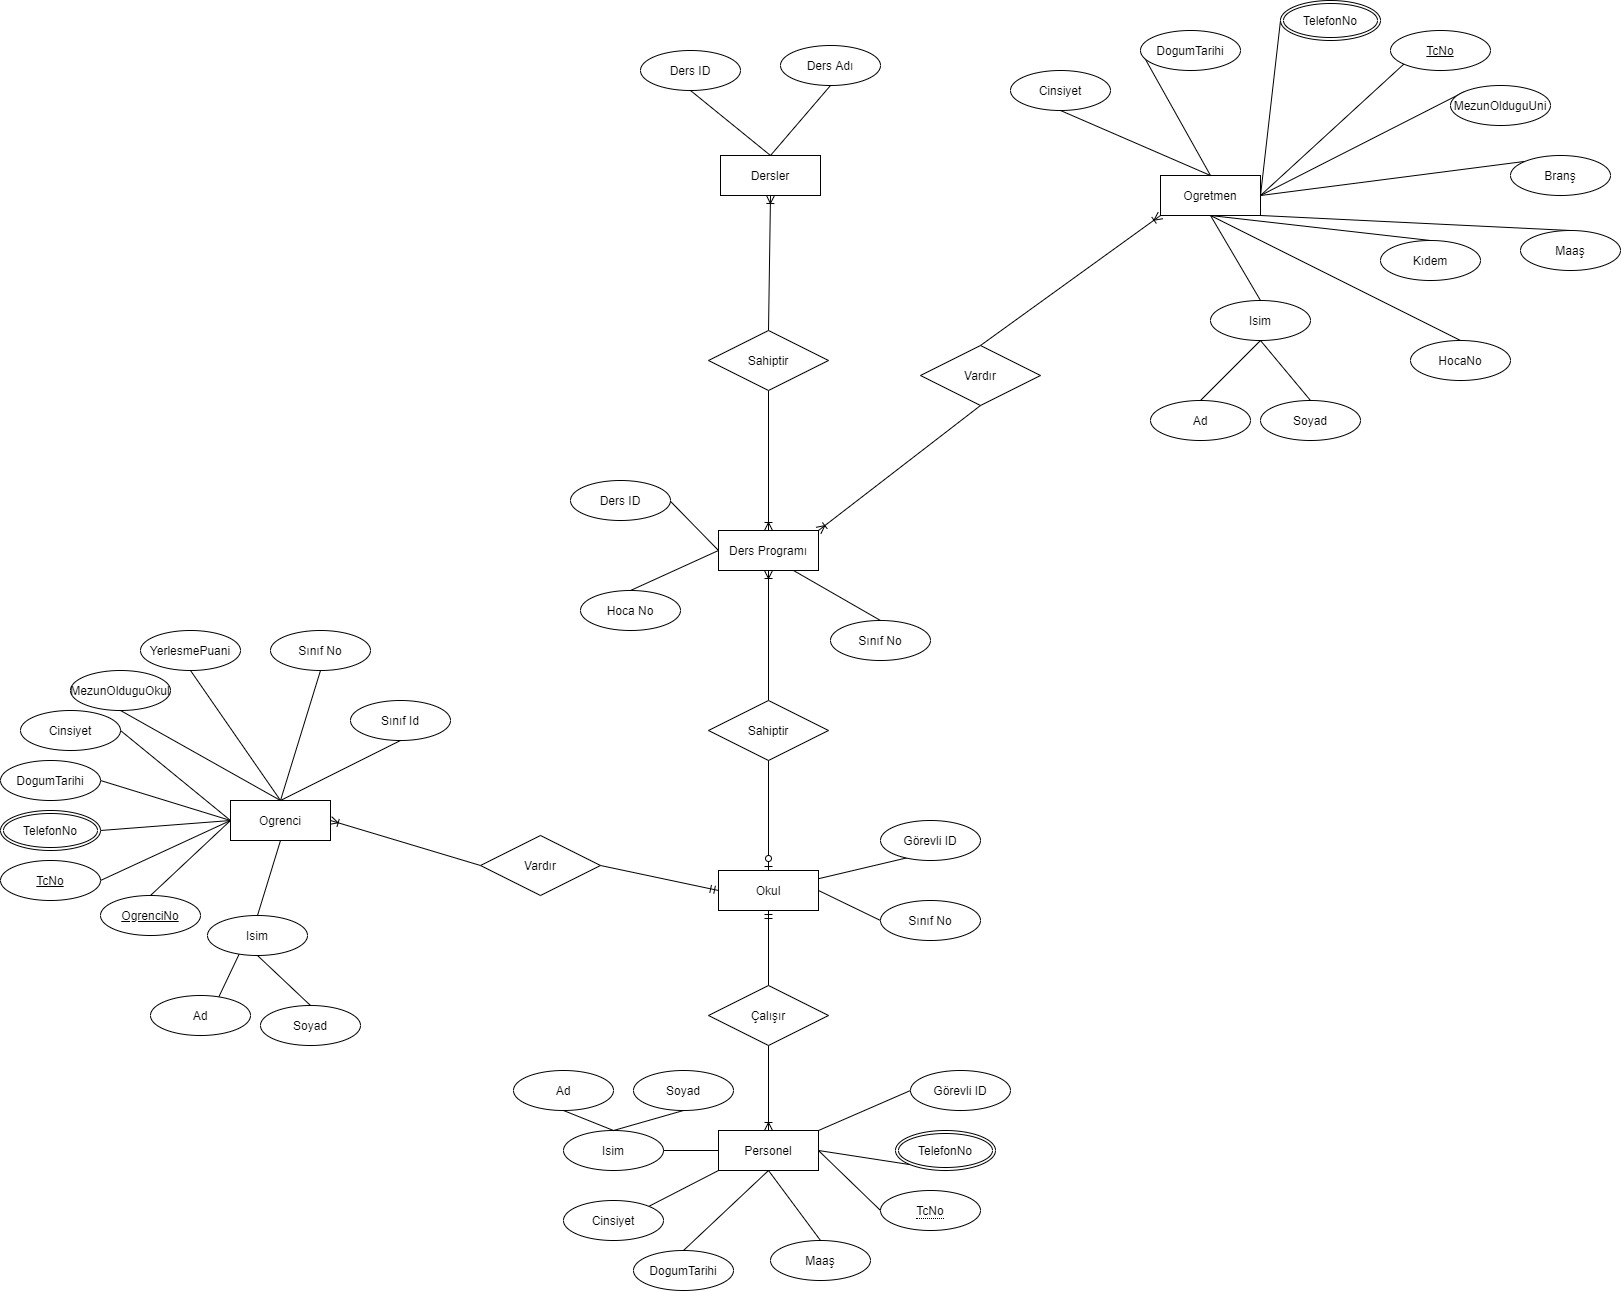 TelefonNo
DogumTarihi
TcNo
Ders ID
Ders Adı
Cinsiyet
MezunOlduguUni
Dersler
Ogretmen
Branş
Kıdem
Maaş
Isim
HocaNo
Sahiptir
Vardır
Ad
Soyad
Ders ID
Ders Programı
Hoca No
Sınıf No
YerlesmePuani
Sınıf No
MezunOlduguOkul
Cinsiyet
Sınıf Id
Sahiptir
DogumTarihi
TelefonNo
Ogrenci
TcNo
OgrenciNo
Vardır
Görevli ID
Okul
Sınıf No
Isim
Ad
Soyad
Çalışır
Ad
Soyad
Görevli ID
Isim
Personel
TelefonNo
Cinsiyet
TcNo
DogumTarihi
Maaş